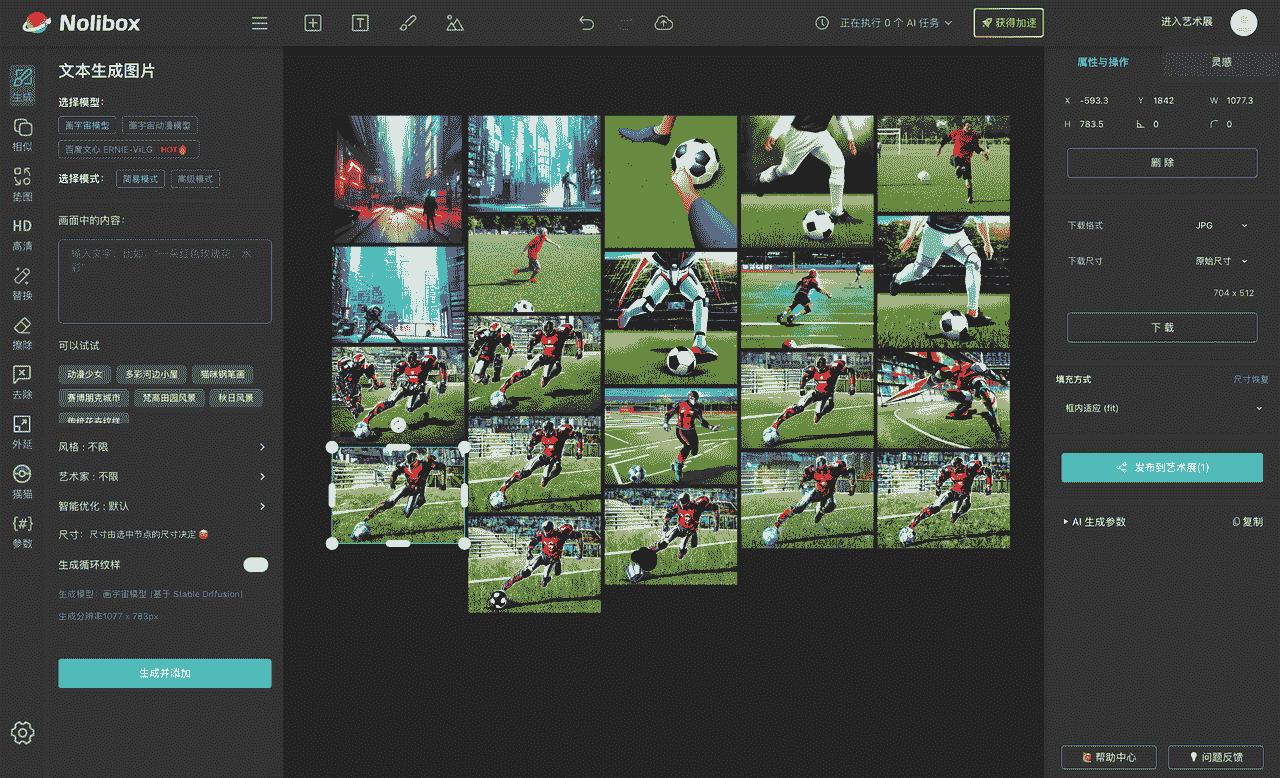 Nolibox
正在执行 0 个 AI 任务
获得加速
进入艺术展
生成
相似
垫图
HD
高清
替换
擦除
去除
外延
猫猫
{#}
参数
文本生成图片
选择模型：
画宇宙模型
画宇宙动漫模型
百度文心 ERNIE-ViLG HOT
选择模式：
简易模式
高级模式
画面中的内容：
输入文字，比如，“一朵红色玫瑰花，水
彩”
可以试试
动漫少女
多彩河边小屋
猫咪钢笔画
赛博朋克城市
梵高田园风景
秋日风景
风格：不限
艺术家：不限
智能优化：默认
尺寸：尺寸由选中节点的尺寸决定
生成循环纹样
生成模型：画宇宙模型 (基于 Stable Drifusion)
生成分辨率1077 x 783px
生成并添加
属性与操作
灵感
X -593.3
Y 1842
W 1077.3
H 783.5
0
0
删 除
下载格式
JPG
下载尺寸
原始尺寸
704 x 512
下 载
填充方式
尺寸恢复
框内适应 (fit)
发布到艺术展(1)
AI 生成参数
复制
帮助中心
问题反馈